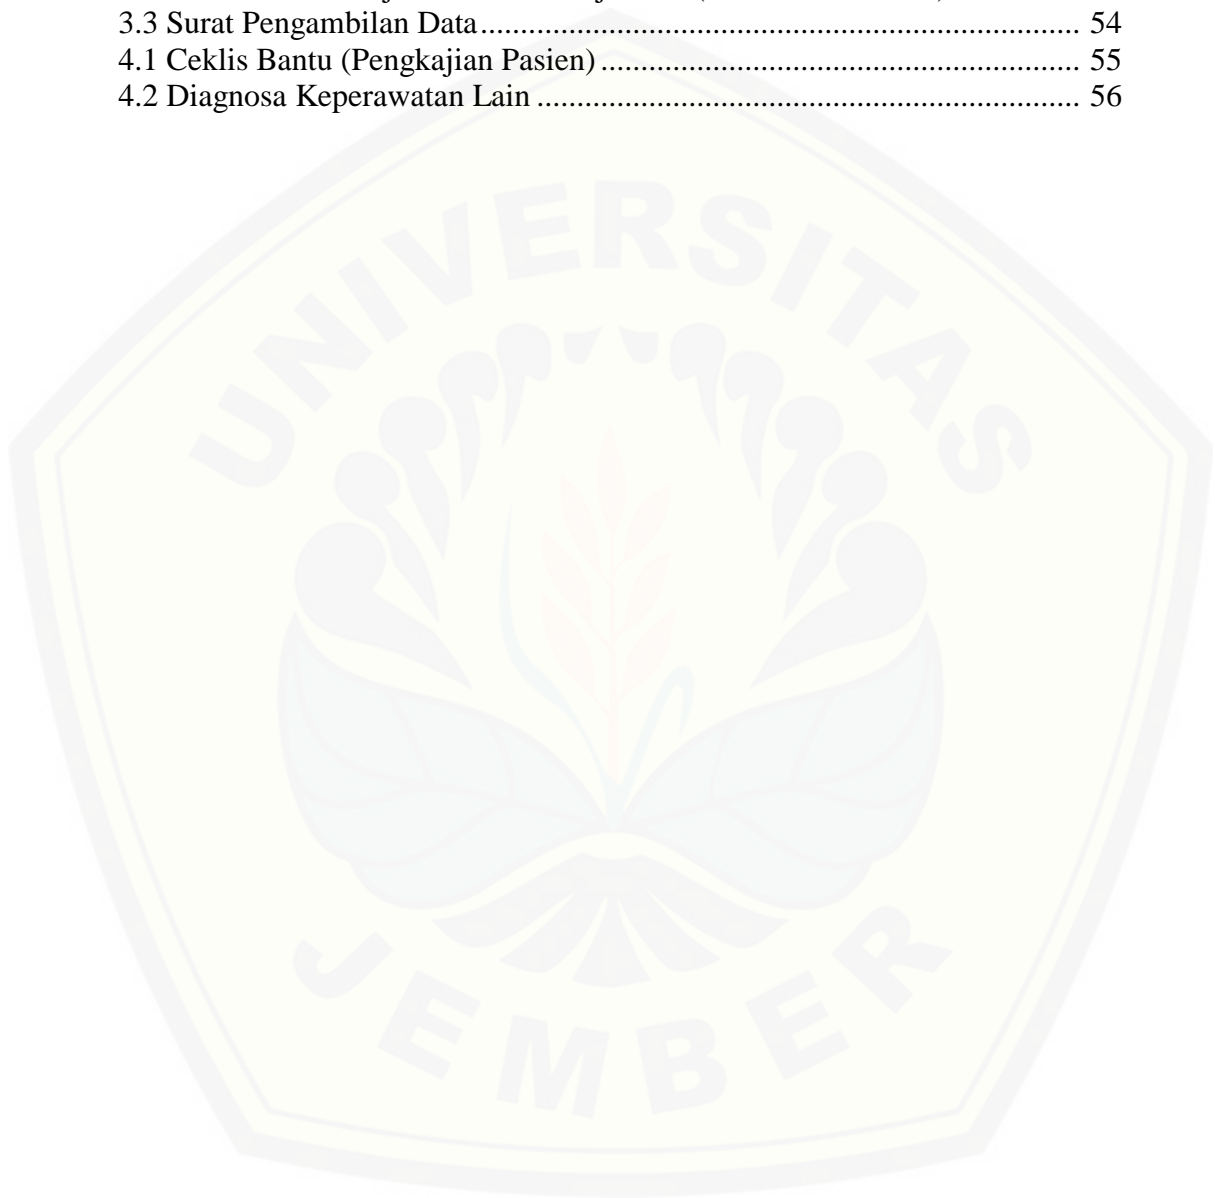 3.3 Surat Pengambilan Data........................................................................... 54
4.1 Ceklis Bantu (Pengkajian Pasien)............................................................ 55
4.2 Diagnosa Keperawatan Lain.................................................................... 56
UNIVERSITAS
JEMBER